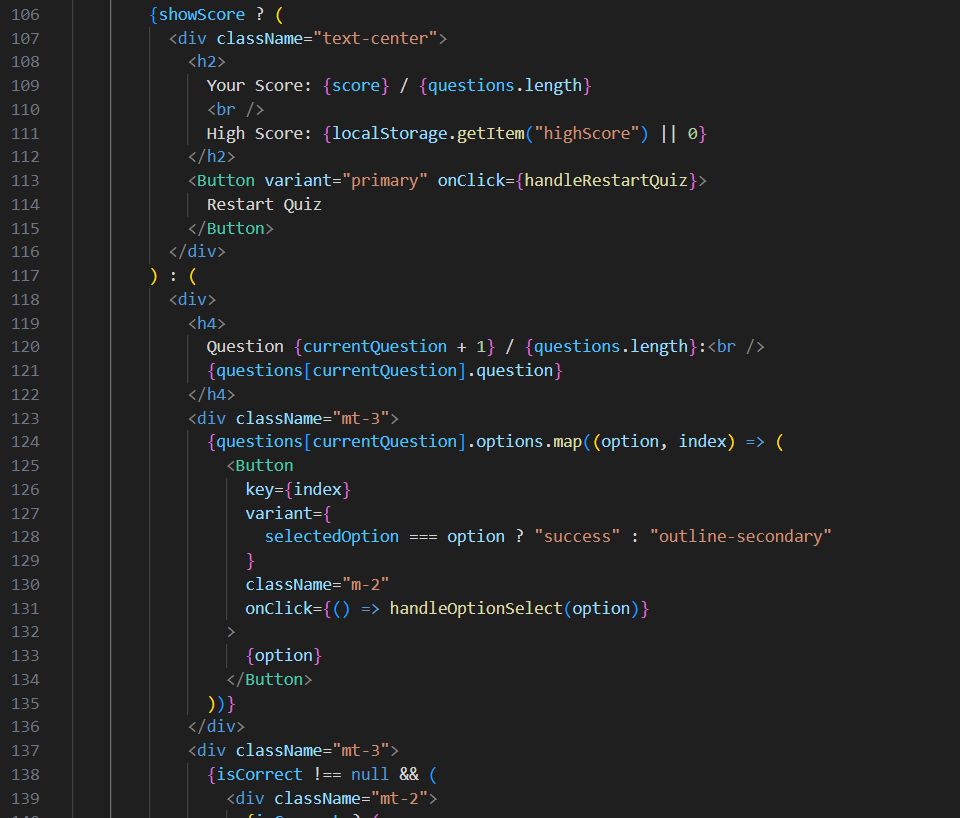 106 {showScore ? (
107 <div className="text-center">
108 <h2>
109 Your Score: {score} / {questions.length}
110 <br />
111 High Score: {localStorage.getItem("highScore") || 0}
112 </h2>
113 <Button variant="primary" onClick={handleRestartQuiz}>
114 Restart Quiz
115 </Button>
116 </div>
117 ) : (
118 <div>
119 <h4>
120 Question {currentQuestion + 1} / {questions.length}:<br />
121 {questions[currentQuestion].question}
122 </h4>
123 <div className="mt-3">
124 {questions[currentQuestion].options.map((option, index) => (
125 <Button
126 key={index}
127 variant={
128 selectedOption === option ? "success" : "outline-secondary"
129 }
130 className="m-2"
131 onClick={() => handleOptionSelect(option)}
132 >
133 {option}
134 </Button>
135 ))}
136 </div>
137 <div className="mt-3">
138 {isCorrect !== null && (
139 <div className="mt-2">